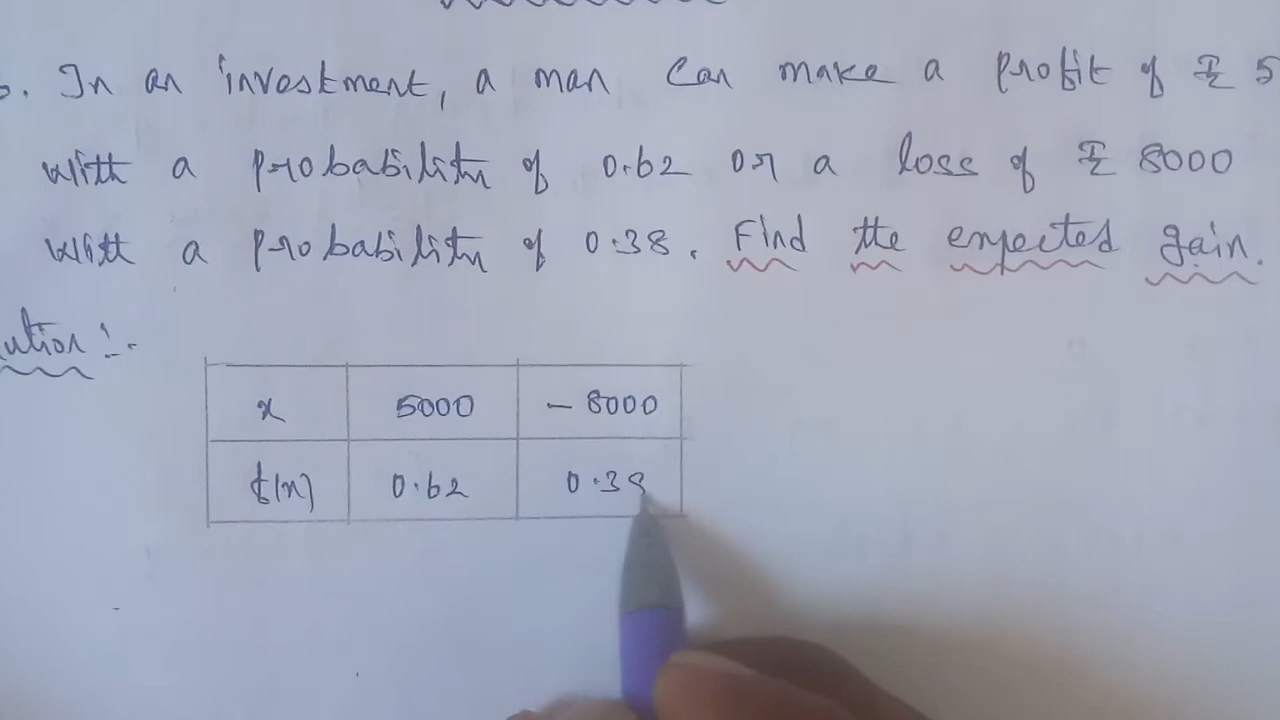 . In an investment, a man can make a profit of ₹ 5
with a probability of 0.62 or a loss of ₹ 8000
with a probability of 0.38. Find the expected gain.
ution :-
x 5000 - 8000
f(x) 0.62 0.38